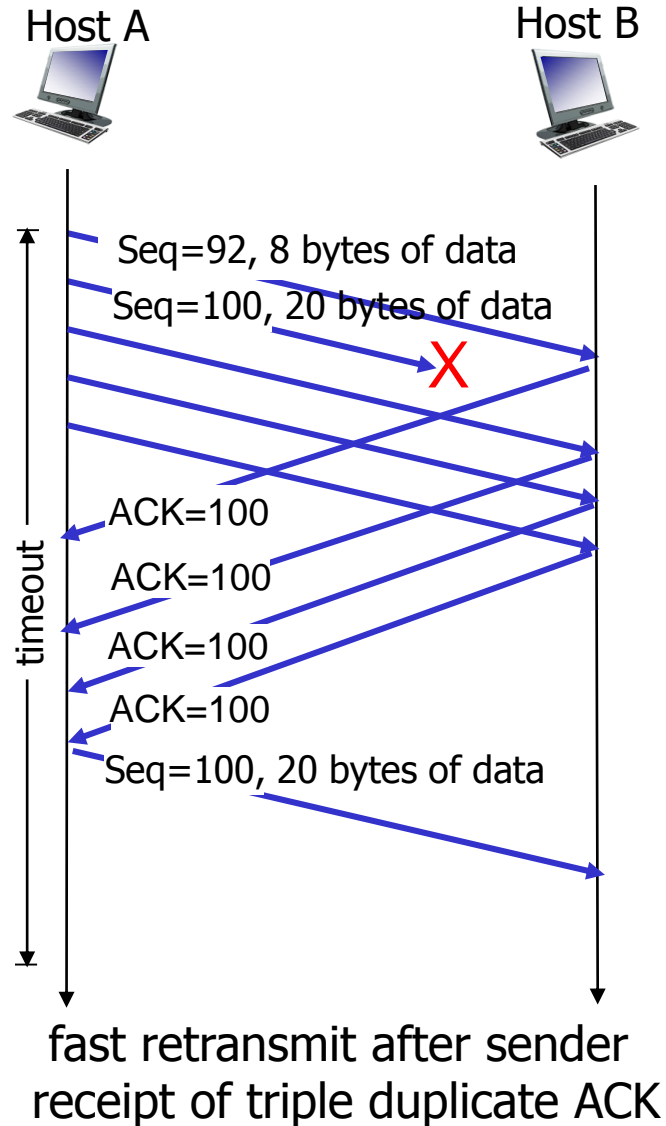 Host A
Host B
Seq=92, 8 bytes of data
Seq=100, 20 bytes of data
X
ACK=100
timeout
ACK=100
ACK=100
ACK=100
Seq=100, 20 bytes of data
fast retransmit after sender
receipt of triple duplicate ACK